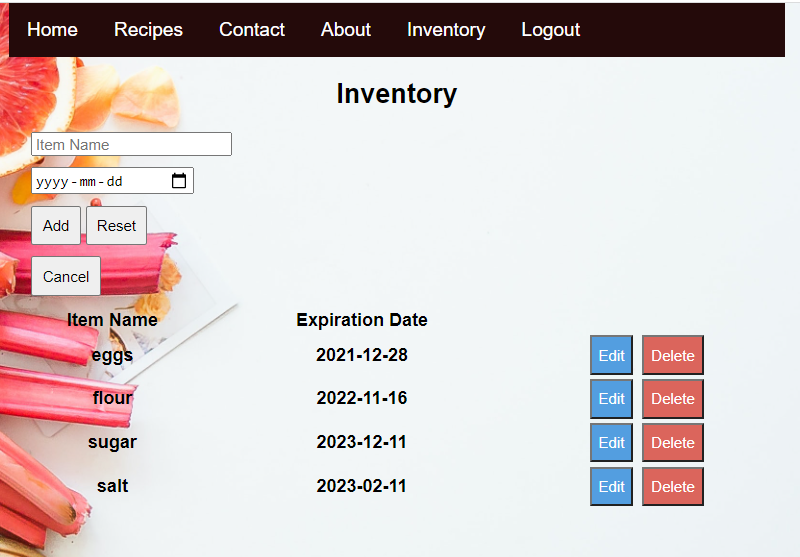 Home Recipes Contact About Inventory Logout
Inventory
Item Name
yyyy-mm-dd
Add Reset
Cancel
Item Name Expiration Date
eggs 2021-12-28 Edit Delete
flour 2022-11-16 Edit Delete
sugar 2023-12-11 Edit Delete
salt 2023-02-11 Edit Delete